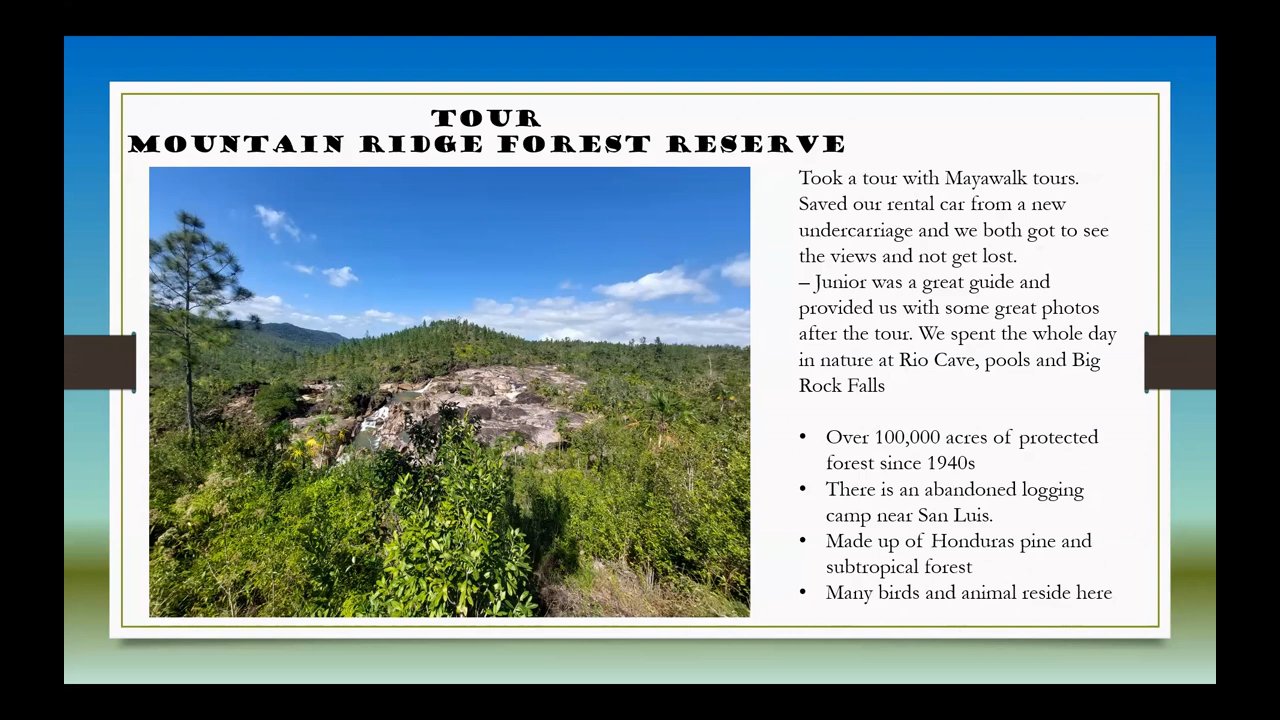 TOUR
MOUNTAIN RIDGE FOREST RESERVE
Took a tour with Mayawalk tours.
Saved our rental car from a new
undercarriage and we both got to see
the views and not get lost.
– Junior was a great guide and
provided us with some great photos
after the tour. We spent the whole day
in nature at Rio Cave, pools and Big
Rock Falls
• Over 100,000 acres of protected
forest since 1940s
• There is an abandoned logging
camp near San Luis.
• Made up of Honduras pine and
subtropical forest
• Many birds and animal reside here